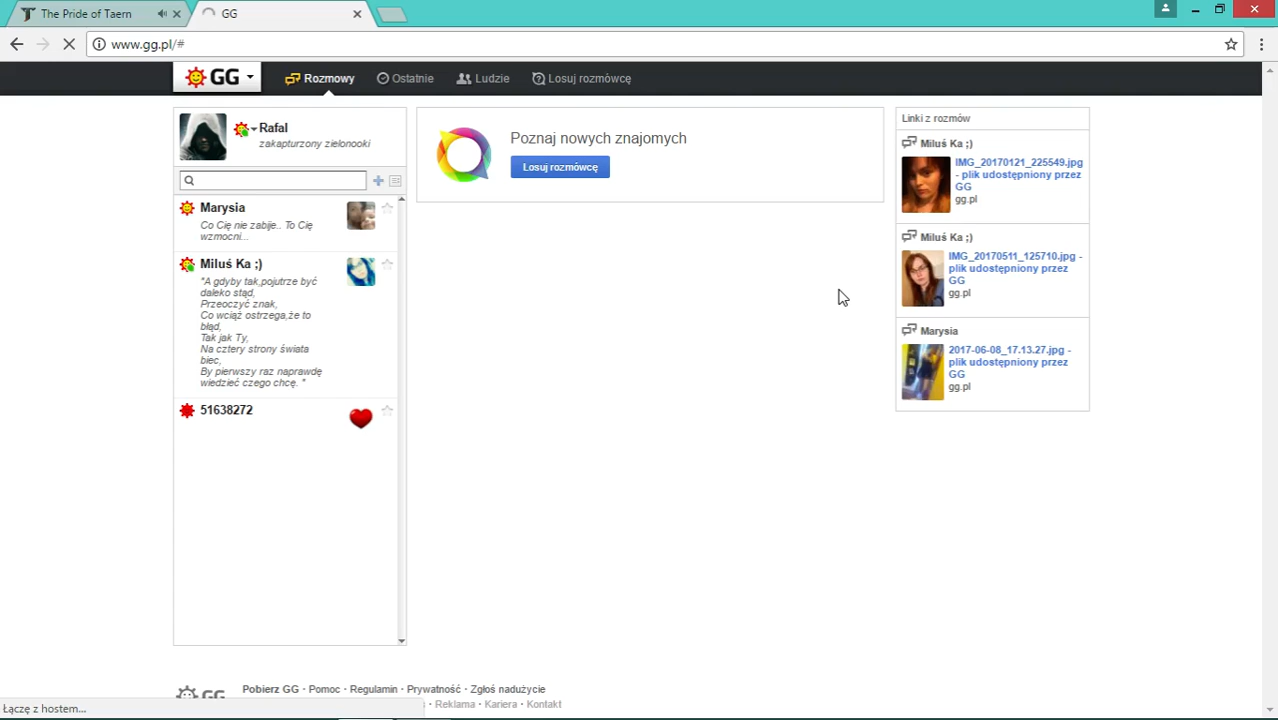 The Pride of Taern
GG
www.gg.pl/#
GG
Rozmowy
Ostatnie
Ludzie
Losuj rozmówcę
Rafał
zakapturzony zielonooki
Marysia
Co Cię nie zabije.. To Cię
wzmocni...
Miluś Ka ;)
"A gdyby tak,pojutrze być
daleko stąd,
Przeoczyć znak,
Co wciąż ostrzega,że to
błąd,
Tak jak Ty,
Na cztery strony świata
biec,
By pierwszy raz naprawdę
wiedzieć czego chcę. "
51638272
Poznaj nowych znajomych
Losuj rozmówcę
Linki z rozmów
Miluś Ka ;)
IMG_20170121_225549.jpg
- plik udostępniony przez
GG
gg.pl
Miluś Ka ;)
IMG_20170511_125710.jpg -
plik udostępniony przez
GG
gg.pl
Marysia
2017-06-08_17.13.27.jpg -
plik udostępniony przez
GG
gg.pl
GG
Pobierz GG · Pomoc · Regulamin · Prywatność · Zgłoś nadużycie
· Reklama · Kariera · Kontakt
Łączę z hostem...